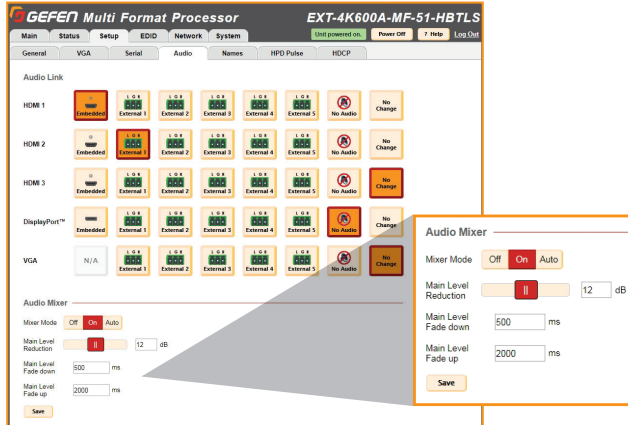 GEFEN Multi Format Processor EXT-4K600A-MF-51-HBTLS
Main Status Setup EDID Network System Unit powered on. Power Off ? Help Log Out
General VGA Serial Audio Names HPD Pulse HDCP
Audio Link
L G R L G R L G R L G R L G R
HDMI 1 Embedded External 1 External 2 External 3 External 4 External 5 No Audio No Change
L G R L G R L G R L G R L G R
HDMI 2 Embedded External 1 External 2 External 3 External 4 External 5 No Audio No Change
L G R L G R L G R L G R L G R
HDMI 3 Embedded External 1 External 2 External 3 External 4 External 5 No Audio No Change
L G R L G R L G R L G R L G R
DisplayPort™ Embedded External 1 External 2 External 3 External 4 External 5 No Audio No Change
L G R L G R L G R L G R L G R
VGA N/A External 1 External 2 External 3 External 4 External 5 No Audio No Change
Audio Mixer
Mixer Mode Off On Auto
Main Level Reduction 12 dB
Main Level Fade down 500 ms
Main Level Fade up 2000 ms
Save
Audio Mixer
Mixer Mode Off On Auto
Main Level
Reduction 12 dB
Main Level
Fade down 500 ms
Main Level
Fade up 2000 ms
Save